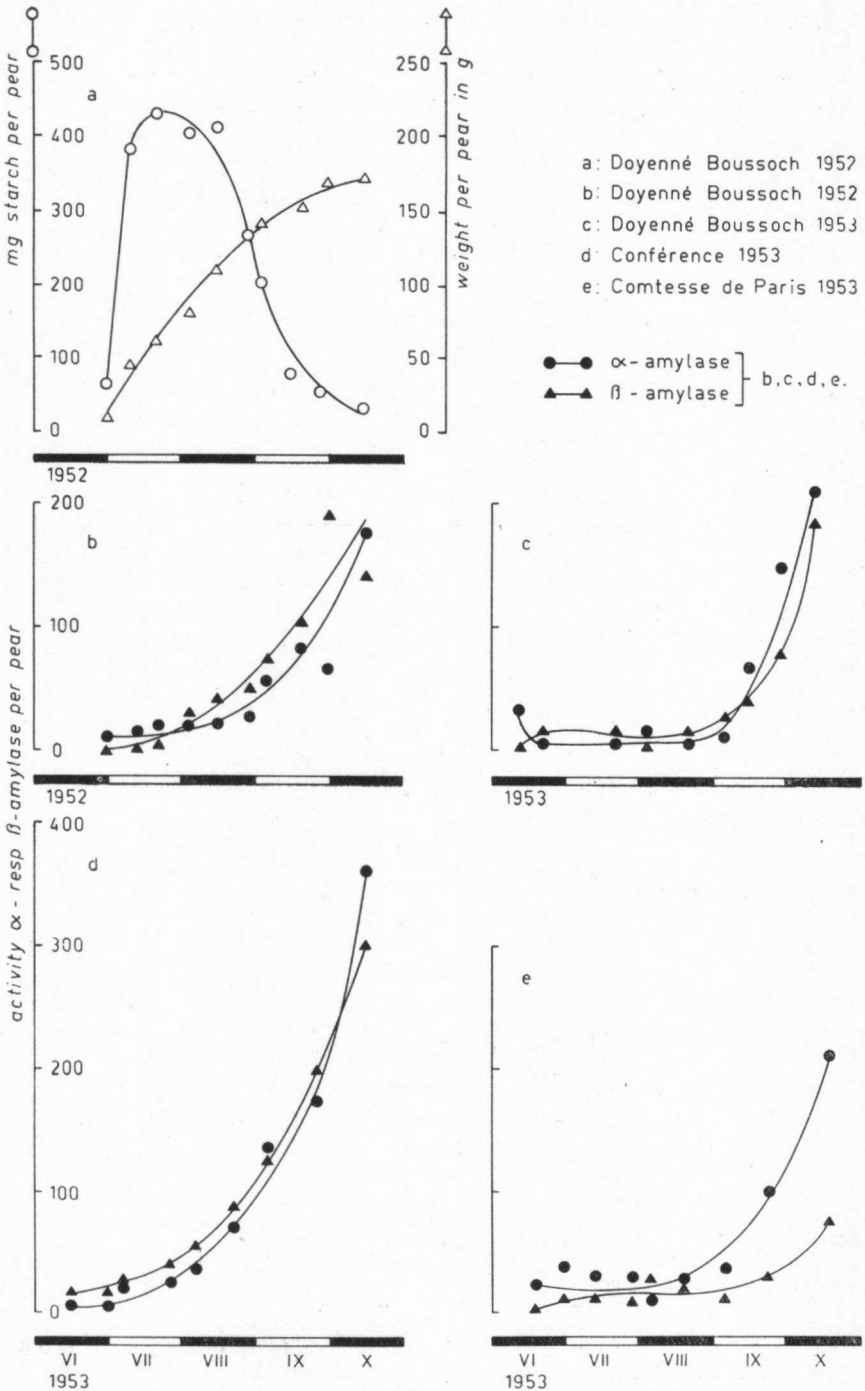 500
400
300
200
100
0
mg starch per pear
a
250
200
150
100
50
0
weight per pear in g
a: Doyenné Boussoch 1952
b: Doyenné Boussoch 1952
c: Doyenné Boussoch 1953
d: Conférence 1953
e: Comtesse de Paris 1953
α-amylase
ß-amylase
b,c,d,e.
1952
200
100
0
b
1952
c
1953
activity α- resp ß-amylase per pear
400
300
200
100
0
d
VI VII VIII IX X
1953
e
VI VII VIII IX X
1953